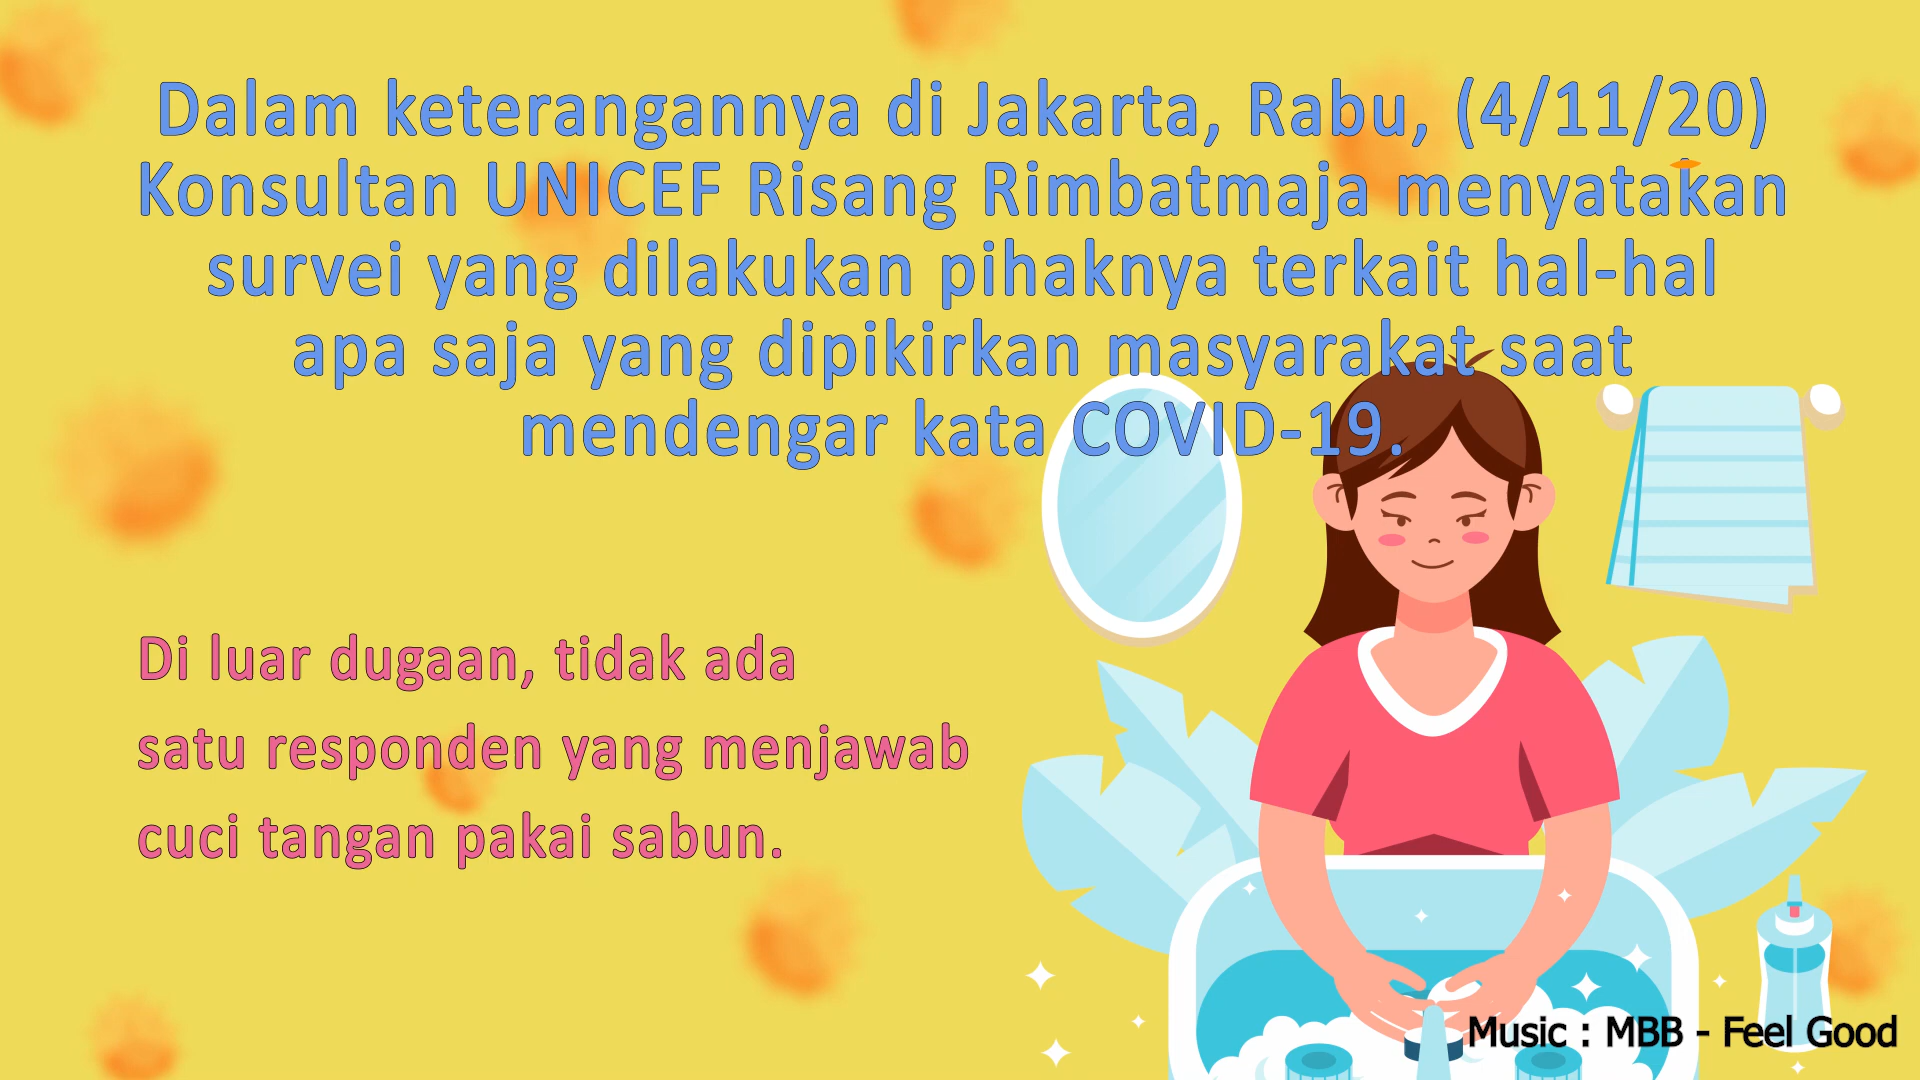 Dalam keterangannya di Jakarta, Rabu, (4/11/20)
Konsultan UNICEF Risang Rimbatmaja menyatakan
survei yang dilakukan pihaknya terkait hal-hal
apa saja yang dipikirkan masyarakat saat
mendengar kata COVID-19.
Di luar dugaan, tidak ada
satu responden yang menjawab
cuci tangan pakai sabun.
Music : MBB - Feel Good